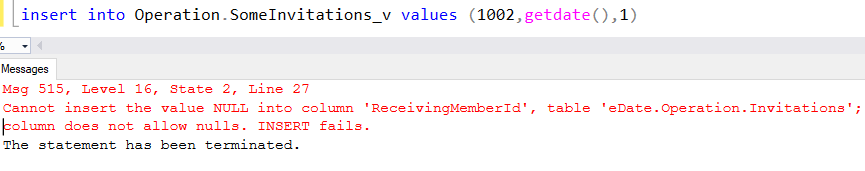 insert into Operation.SomeInvitations_v values (1002,getdate(),1)
%
Messages
Msg 515, Level 16, State 2, Line 27
Cannot insert the value NULL into column 'ReceivingMemberId', table 'eDate.Operation.Invitations';
column does not allow nulls. INSERT fails.
The statement has been terminated.